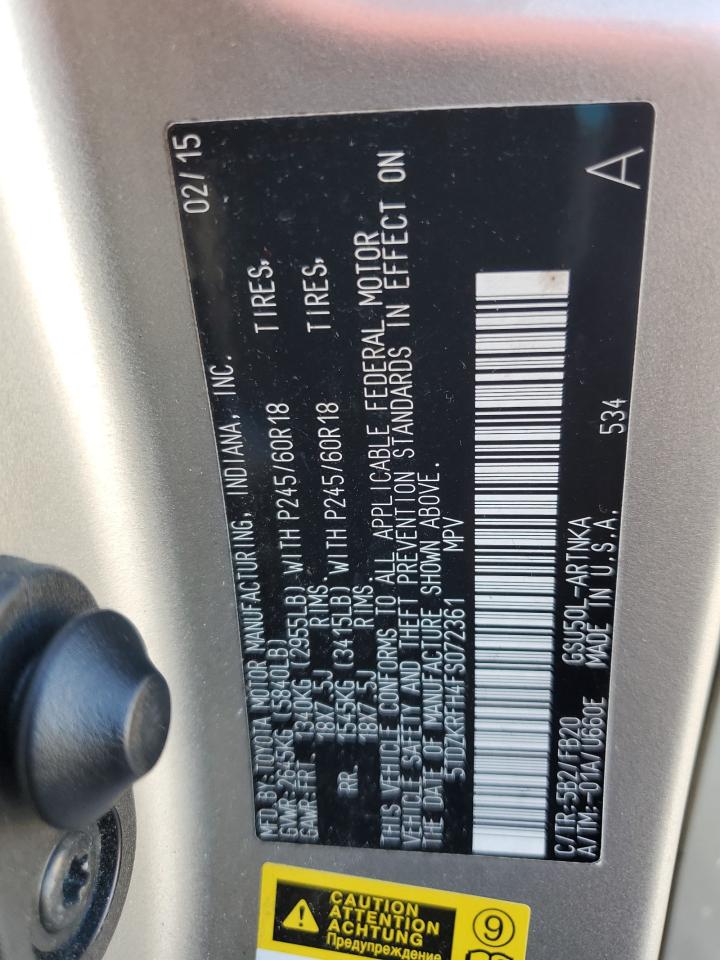 MFD.BY:TOYOTA MOTOR MANUFACTURING, INDIANA, INC. 02/15
GVWR 2645KG (5840LB)
GAWR FRT 1340KG (2955LB) WITH P245/60R18 TIRES,
18X7.5J RIMS.
RR. 1545KG (3415LB) WITH P245/60R18 TIRES,
18X7.5J RIMS.
THIS VEHICLE CONFORMS TO ALL APPLICABLE FEDERAL MOTOR
VEHICLE SAFETY AND THEFT PREVENTION STANDARDS IN EFFECT ON
THE DATE OF MANUFACTURE SHOWN ABOVE.
5TDZKRFH4FS072361 MPV
C/TR:5B2/FB20 GSU50L-ARTNKA
A/TM:-01A/U660E MADE IN U.S.A. 534 A
CAUTION
ATTENTION
ACHTUNG
Предупреждение
9